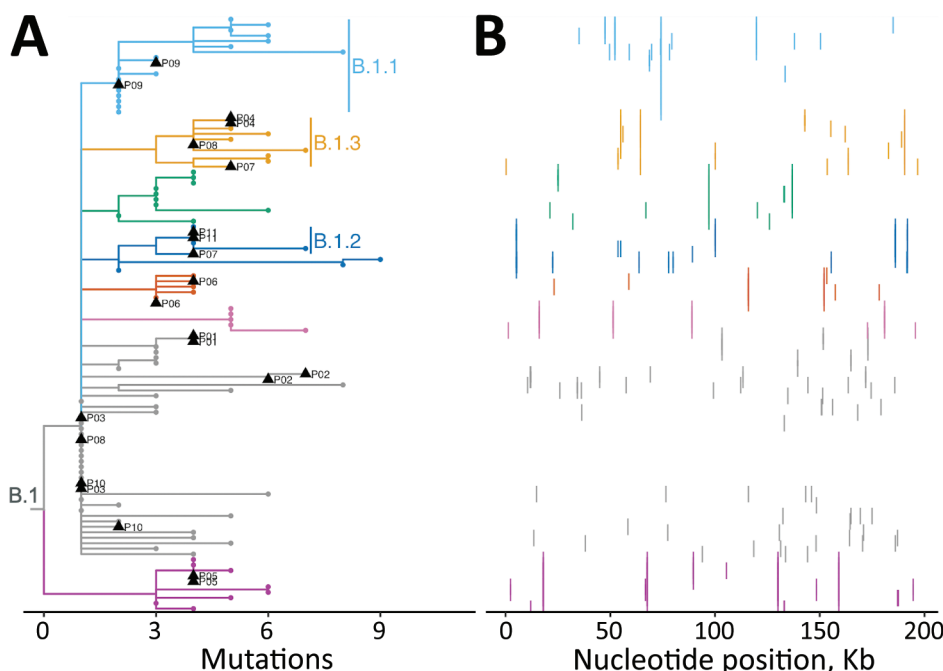 A
B
B.1.1
P09
P09
P04
P04
B.1.3
P08
P07
P11
P11
B.1.2
P07
P06
P06
P01
P01
P02
P02
P03
P08
P10
P03
B.1
P10
P05
P05
0 3 6 9
0 50 100 150 200
Mutations
Nucleotide position, Kb